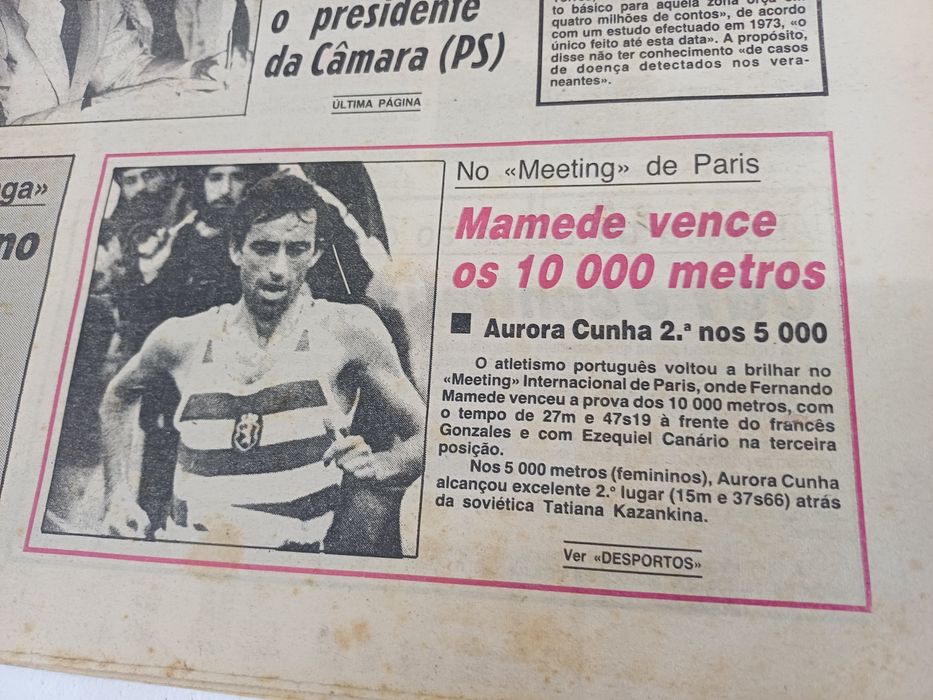 o presidente
da Câmara (PS)
ÚLTIMA PÁGINA
to básico para aquela zona orça em
quatro milhões de contos», de acordo
com um estudo efectuado em 1973, «o
único feito até esta data». A propósito,
disse não ter conhecimento «de casos
de doença detectados nos vera-
neantes».
ga»
no
No «Meeting» de Paris
Mamede vence
os 10 000 metros
■ Aurora Cunha 2.ª nos 5 000
O atletismo português voltou a brilhar no
«Meeting» Internacional de Paris, onde Fernando
Mamede venceu a prova dos 10 000 metros, com
o tempo de 27m e 47s19 à frente do francês
Gonzales e com Ezequiel Canário na terceira
posição.
Nos 5 000 metros (femininos), Aurora Cunha
alcançou excelente 2.º lugar (15m e 37s66) atrás
da soviética Tatiana Kazankina.
Ver «DESPORTOS»